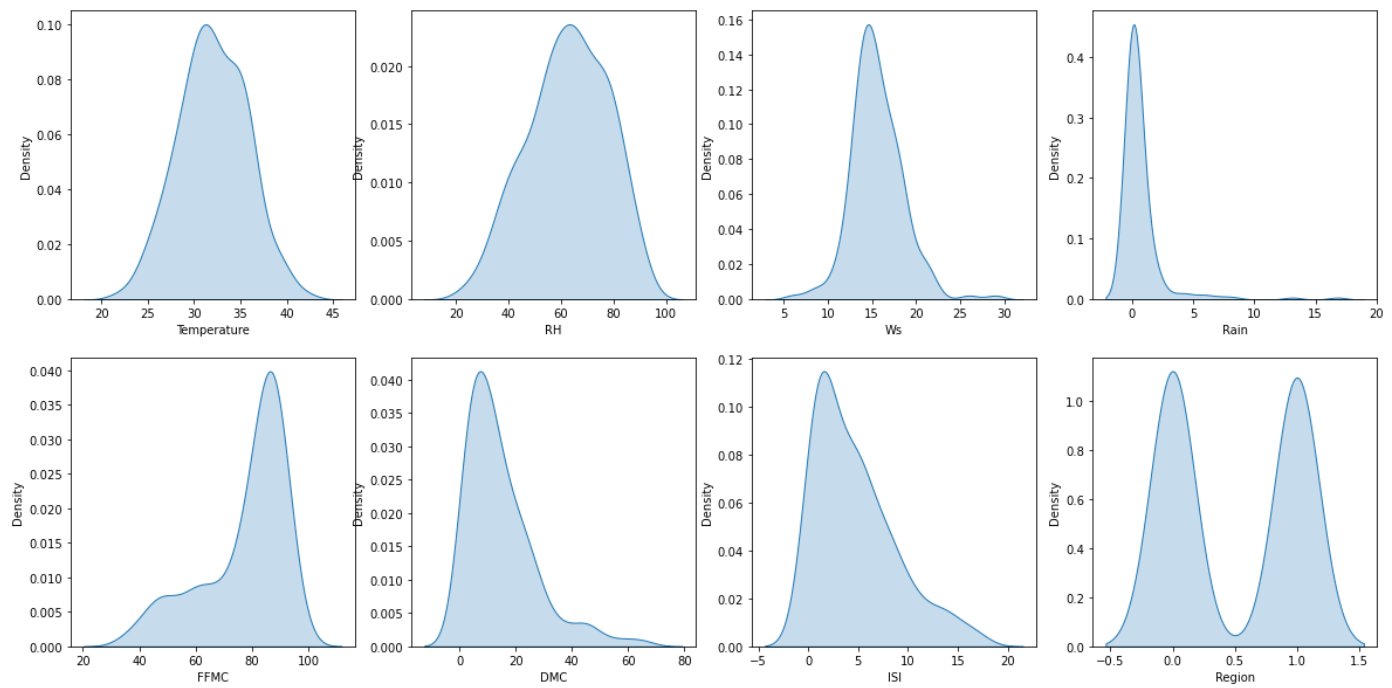 Density
0.10
0.08
0.06
0.04
0.02
0.00
20 25 30 35 40 45
Temperature
Density
0.020
0.015
0.010
0.005
0.000
20 40 60 80 100
RH
Density
0.16
0.14
0.12
0.10
0.08
0.06
0.04
0.02
0.00
5 10 15 20 25 30
Ws
Density
0.4
0.3
0.2
0.1
0.0
0 5 10 15 20
Rain
Density
0.040
0.035
0.030
0.025
0.020
0.015
0.010
0.005
0.000
20 40 60 80 100
FFMC
Density
0.040
0.035
0.030
0.025
0.020
0.015
0.010
0.005
0.000
0 20 40 60 80
DMC
Density
0.12
0.10
0.08
0.06
0.04
0.02
0.00
−5 0 5 10 15 20
ISI
Density
1.0
0.8
0.6
0.4
0.2
0.0
−0.5 0.0 0.5 1.0 1.5
Region